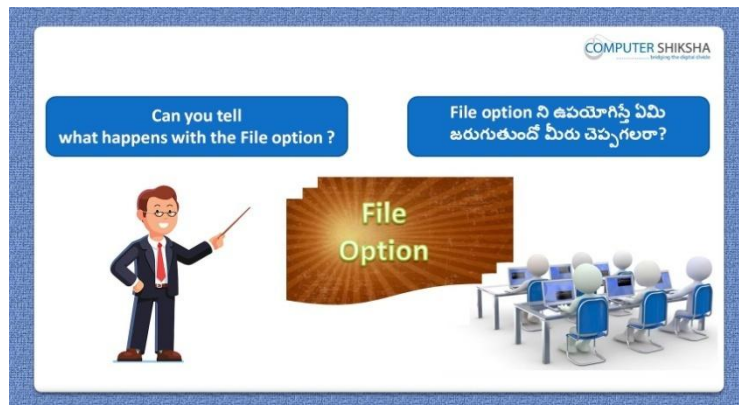 COMPUTER SHIKSHA
bridging the digital divide
Can you tell
what happens with the File option ?
File option ని ఉపయోగిస్తే ఏమి
జరుగుతుందో మీరు చెప్పగలరా?
File
Option